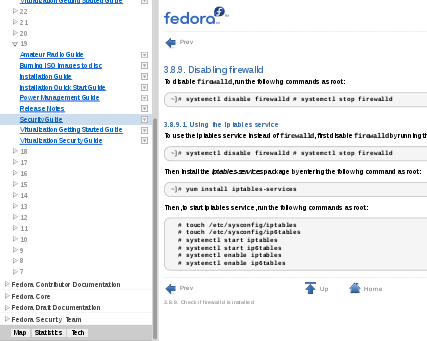 Virtualization Getting Started Guide
22
21
20
19
Amateur Radio Guide
Burning ISO images to disc
Installation Guide
Installation Quick Start Guide
Power Management Guide
Release Notes
Security Guide
Virtualization Getting Started Guide
Virtualization Security Guide
18
17
16
15
14
13
12
11
10
9
8
7
Fedora Contributor Documentation
Fedora Core
Fedora Draft Documentation
Fedora Security Team
Map Statistics Tech
fedora
Prev
3.8.9. Disabling firewalld
To disable firewalld, run the following commands as root:
~]# systemctl disable firewalld # systemctl stop firewalld
3.8.9.1. Using the iptables service
To use the iptables service instead of firewalld, first disable firewalld by running th
~]# systemctl disable firewalld # systemctl stop firewalld
Then install the iptables-services package by entering the following command as root:
~]# yum install iptables-services
Then, to start iptables service, run the following commands as root:
# touch /etc/sysconfig/iptables
# touch /etc/sysconfig/ip6tables
# systemctl start iptables
# systemctl start ip6tables
# systemctl enable iptables
# systemctl enable ip6tables
Prev Up Home
3.8.8. Check if firewalld is installed